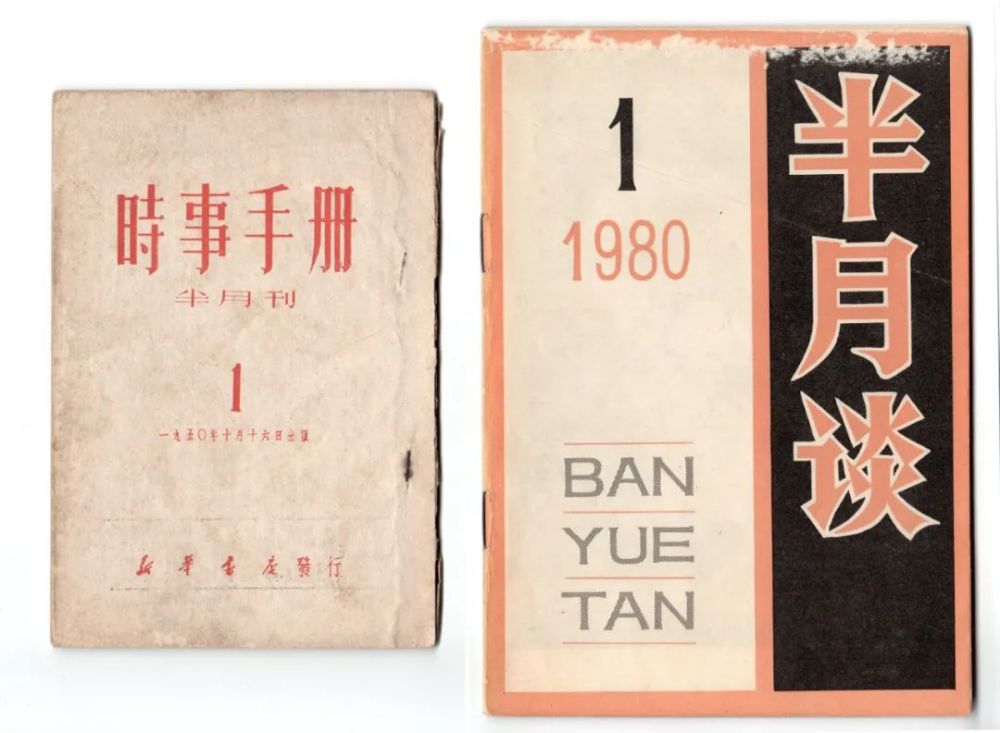 時事手册
半月刊
1
一九五〇年十月十六日出版
新華書店發行
1
1980
BAN
YUE
TAN
半月谈